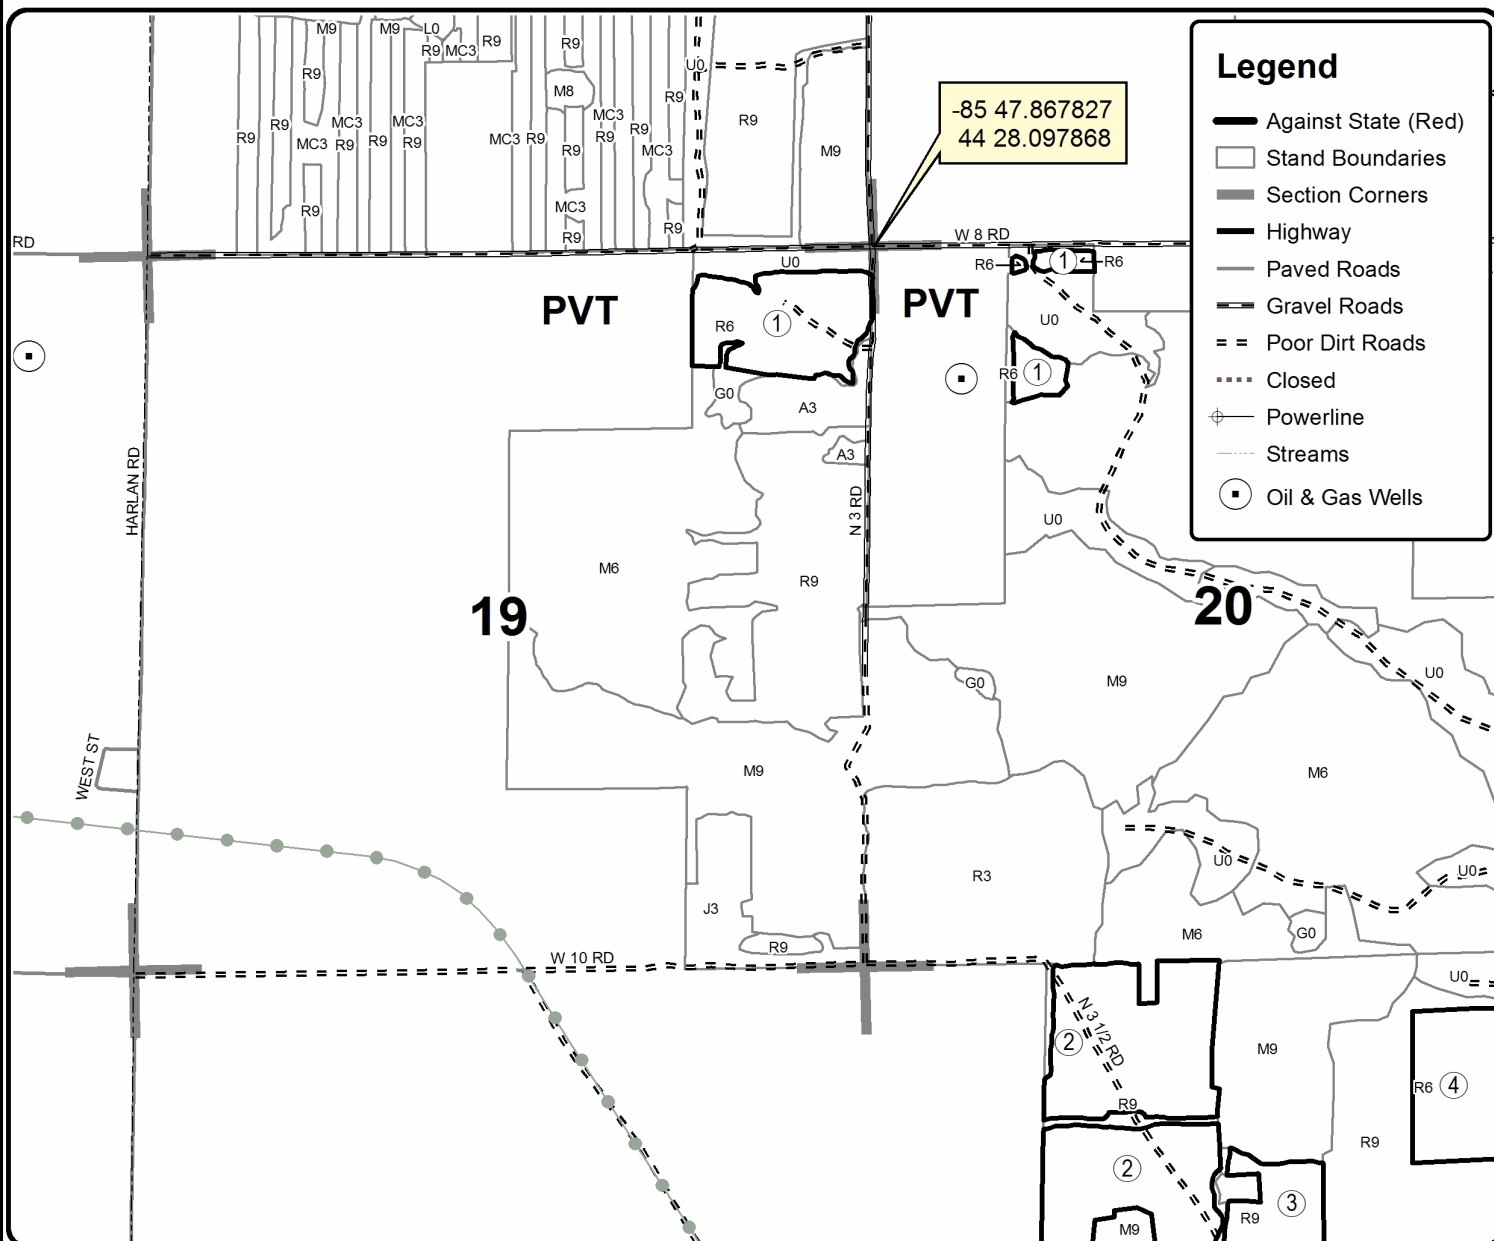 M9
M9
L0
R9
R9
MC3
R9
R9
R9
U0
M8
R9
R9
R9
R9
MC3
MC3
R9
MC3
R9
MC3
R9
MC3
R9
R9
MC3
R9
R9
MC3
R9
M9
R9
MC3
R9
R9
-85 47.867827
44 28.097868
Legend
Against State (Red)
Stand Boundaries
Section Corners
Highway
Paved Roads
Gravel Roads
Poor Dirt Roads
Closed
Powerline
Streams
Oil & Gas Wells
RD
W 8 RD
U0
R6
1
R6
PVT
PVT
R6
1
U0
R6
1
G0
A3
A3
HARLAN RD
N 3 RD
U0
M6
R9
19
20
G0
M9
U0
WEST ST
M9
M6
R3
U0
U0
J3
R9
G0
M6
W 10 RD
U0
N 3 1/2 RD
2
M9
R6
4
R9
R9
2
3
R9
M9